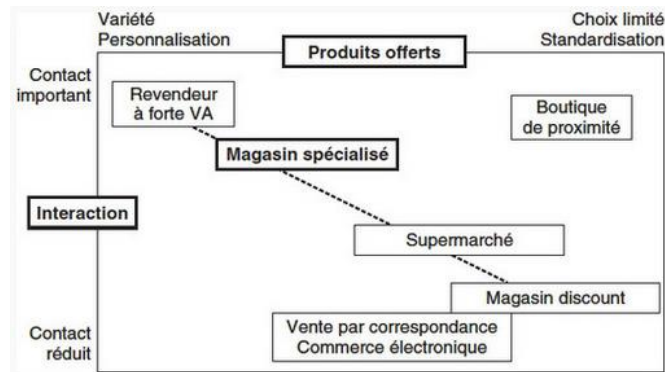 Variété
Personnalisation
Choix limité
Standardisation
Produits offerts
Contact
important
Revendeur
à forte VA
Boutique
de proximité
Magasin spécialisé
Interaction
Supermarché
Magasin discount
Vente par correspondance
Commerce électronique
Contact
réduit